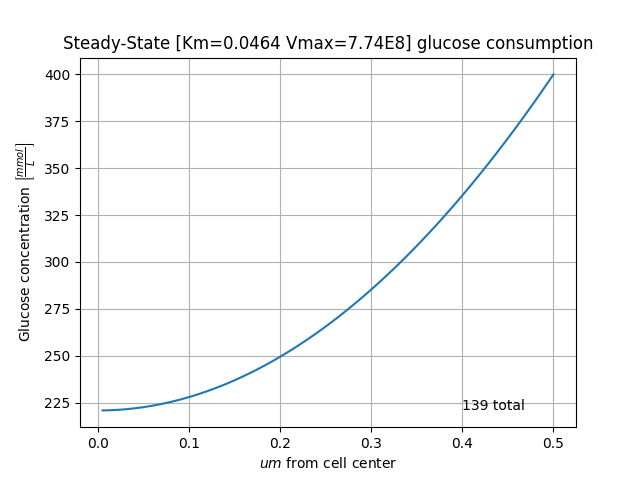 Steady-State [Km=0.0464 Vmax=7.74E8] glucose consumption
400
375
350
325
300
275
250
225
Glucose concentration [mmol/L]
139 total
0.0 0.1 0.2 0.3 0.4 0.5
um from cell center